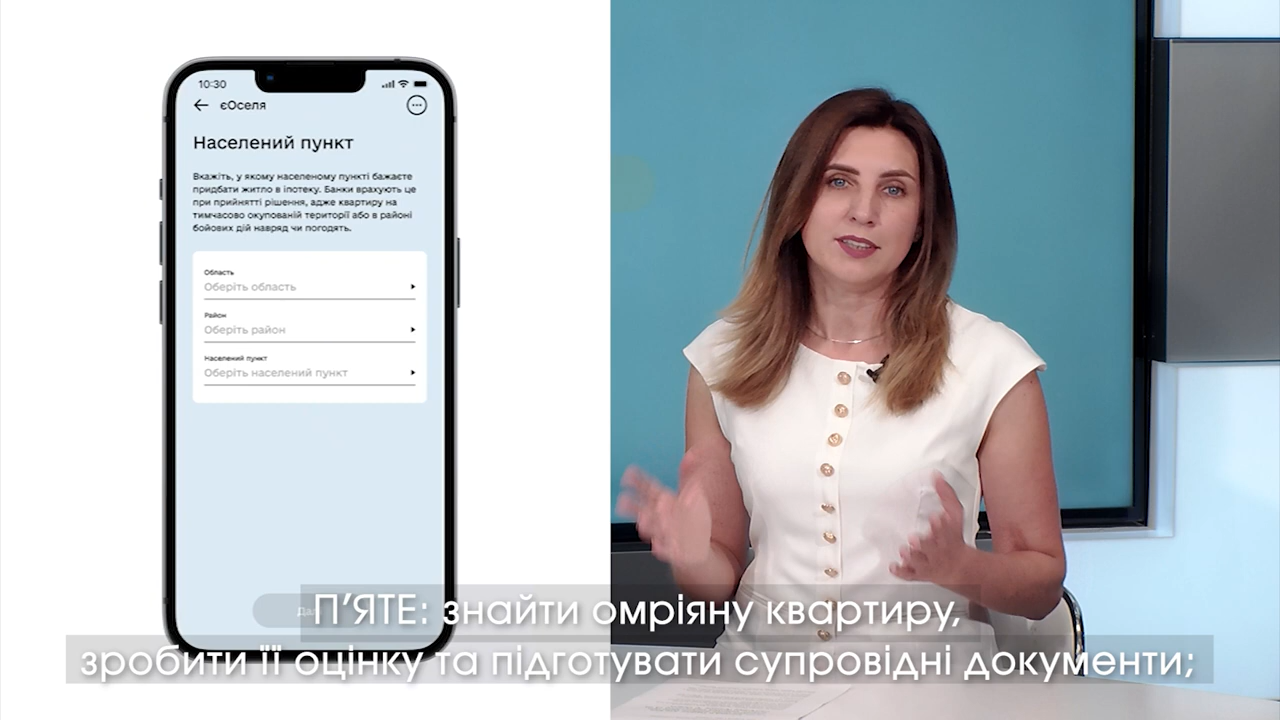 10:30
єОселя
Населений пункт
Вкажіть, у якому населеному пункті бажаєте
придбати житло в іпотеку. Банки врахують це
при прийнятті рішення, адже квартиру на
тимчасово окупованій території або в районі
бойових дій навряд чи погодять.
Область
Оберіть область
Район
Оберіть район
Населений пункт
Оберіть населений пункт
П’ЯТЕ: знайти омріяну квартиру,
зробити її оцінку та підготувати супровідні документи;